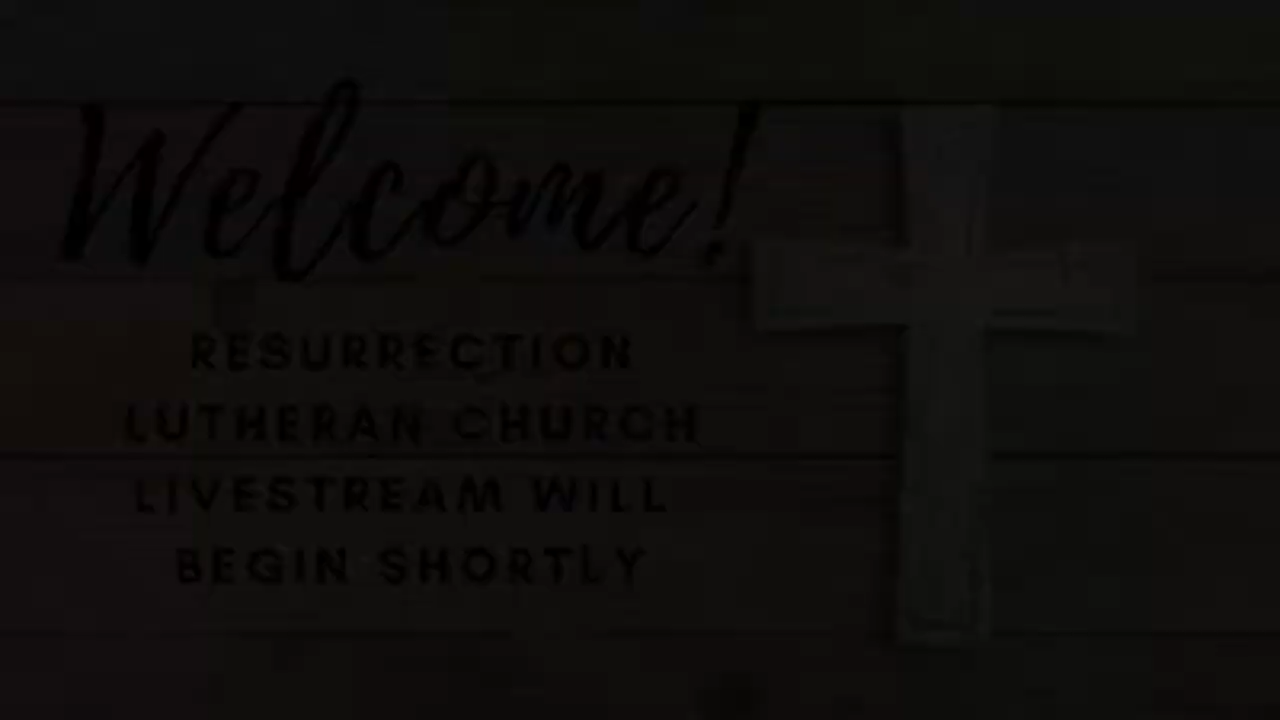 Welcome!
RESURRECTION
LUTHERAN CHURCH
LIVESTREAM WILL
BEGIN SHORTLY